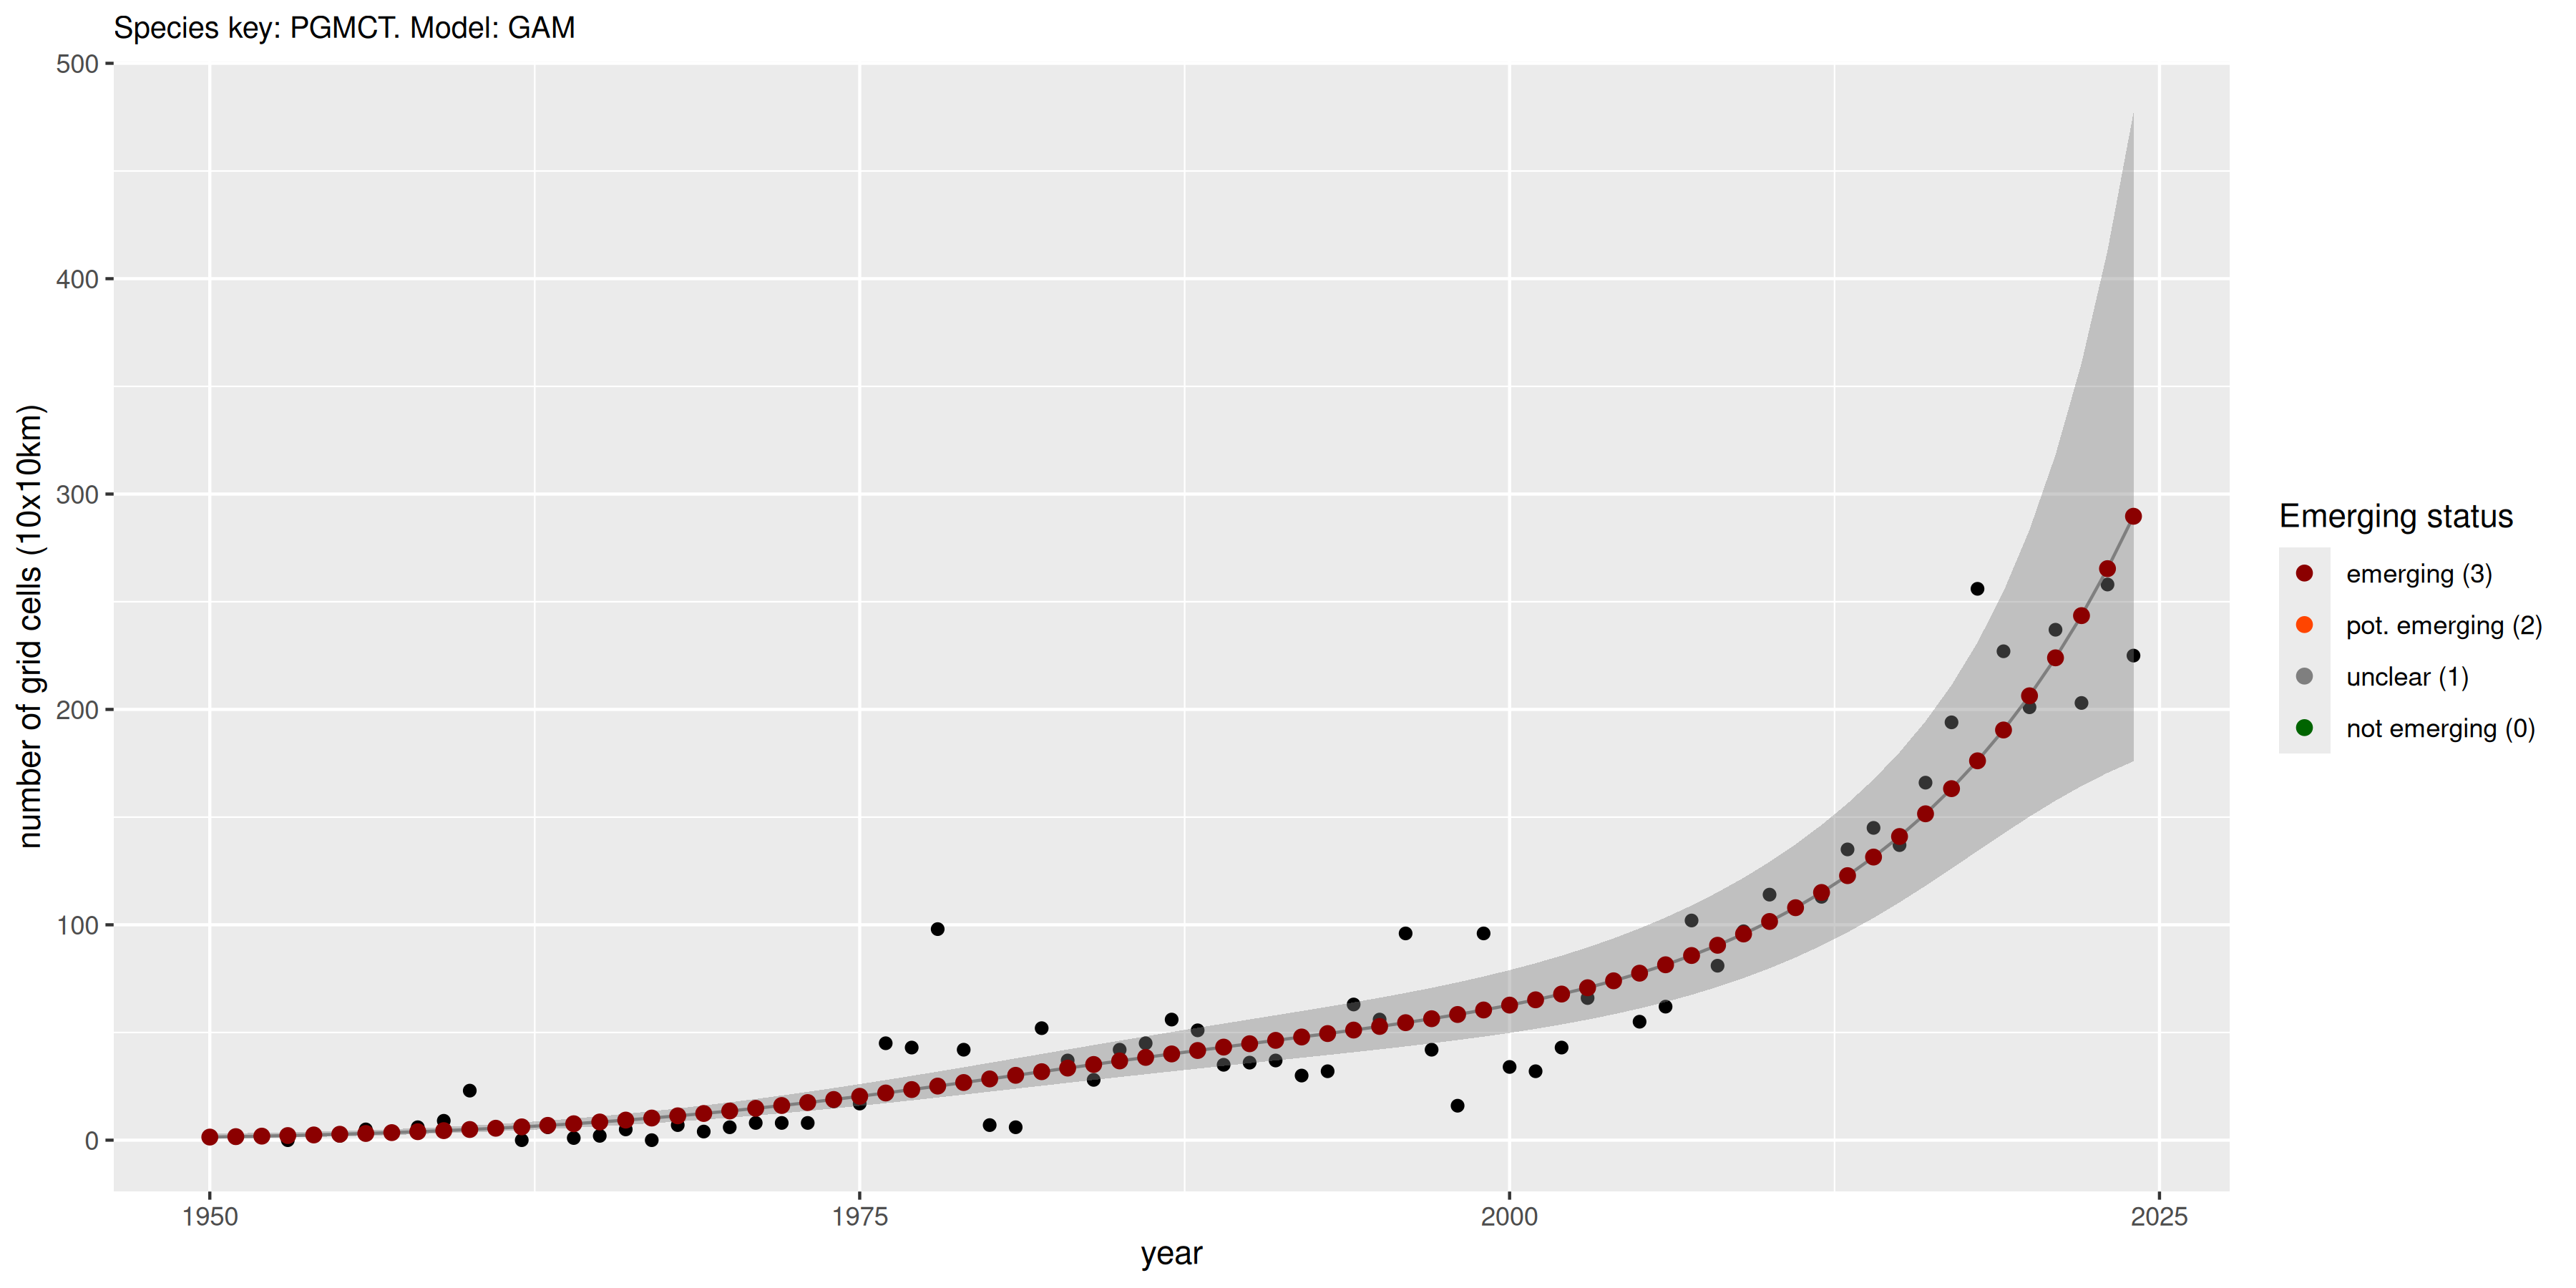 Species key: PGMCT. Model: GAM
500
400
300
200
100
0
number of grid cells (10x10km)
1950
1975
2000
2025
year
Emerging status
emerging (3)
pot. emerging (2)
unclear (1)
not emerging (0)